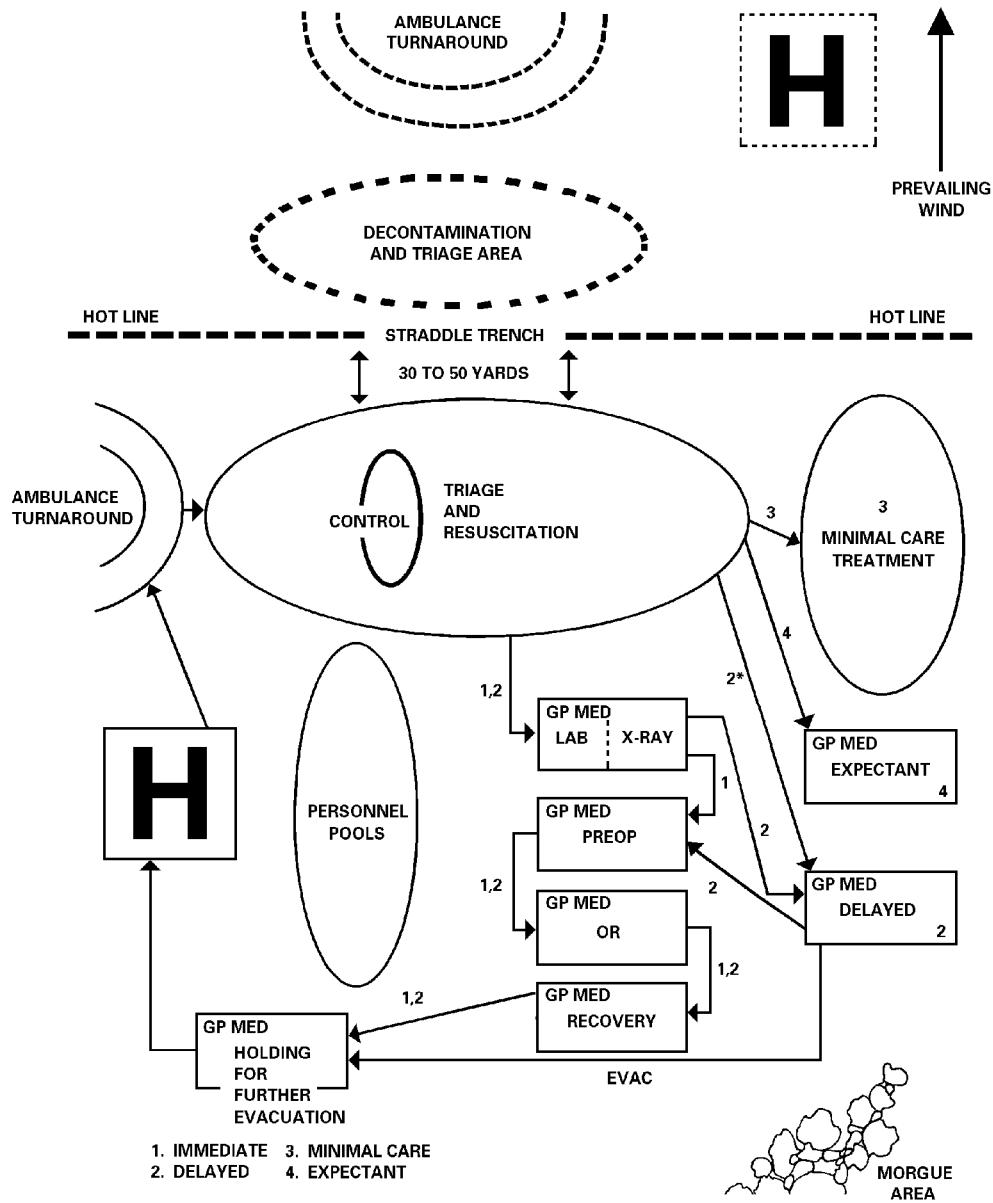 AMBULANCE
TURNAROUND
H
PREVAILING
WIND
DECONTAMINATION
AND TRIAGE AREA
HOT LINE
HOT LINE
STRADDLE TRENCH
30 TO 50 YARDS
AMBULANCE
TURNAROUND
CONTROL
TRIAGE
AND
RESUSCITATION
3
3
MINIMAL CARE
TREATMENT
4
2*
1,2
GP MED
LAB
X-RAY
1
2
GP MED
EXPECTANT
4
H
PERSONNEL
POOLS
GP MED
PREOP
1,2
2
GP MED
DELAYED
2
GP MED
OR
1,2
GP MED
RECOVERY
1,2
GP MED
HOLDING
FOR
FURTHER
EVACUATION
EVAC
1. IMMEDIATE 3. MINIMAL CARE
2. DELAYED 4. EXPECTANT
MORGUE
AREA